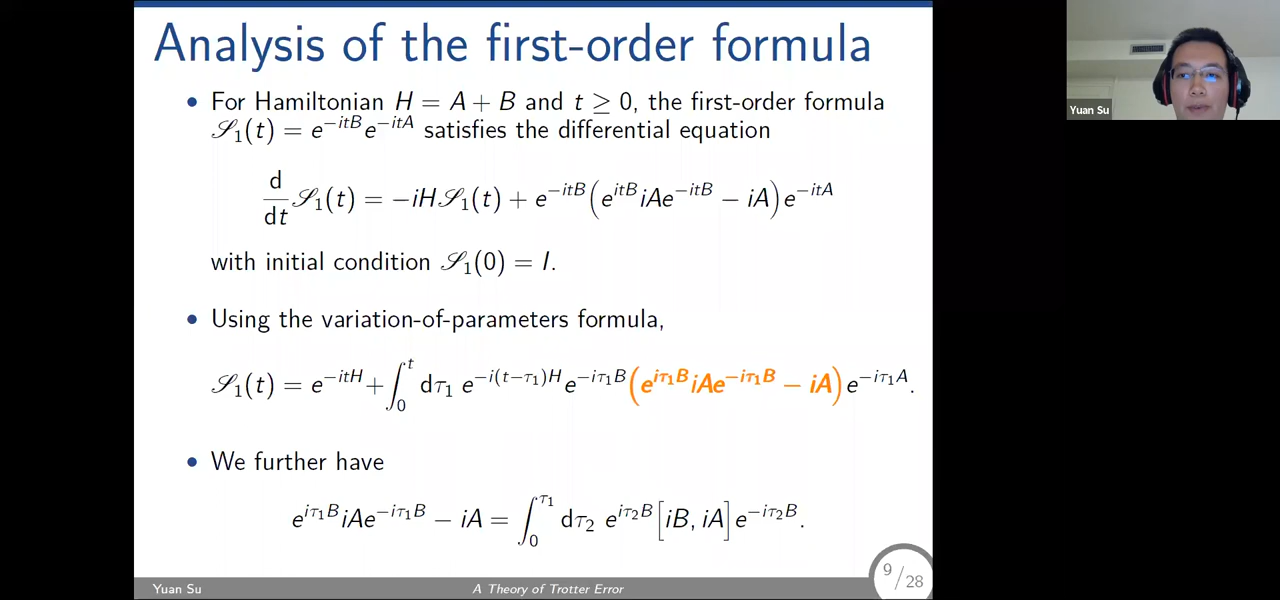 Analysis of the first-order formula
• For Hamiltonian H = A + B and t ≥ 0, the first-order formula
𝒮₁(t) = e^{−itB}e^{−itA} satisfies the differential equation
d/dt 𝒮₁(t) = −iH𝒮₁(t) + e^{−itB}(e^{itB}iAe^{−itB} − iA)e^{−itA}
with initial condition 𝒮₁(0) = I.
• Using the variation-of-parameters formula,
𝒮₁(t) = e^{−itH} + ∫₀ᵗ dτ₁ e^{−i(t−τ₁)H}e^{−iτ₁B}(e^{iτ₁B}iAe^{−iτ₁B} − iA)e^{−iτ₁A}.
• We further have
e^{iτ₁B}iAe^{−iτ₁B} − iA = ∫₀^{τ₁} dτ₂ e^{iτ₂B}[iB, iA]e^{−iτ₂B}.
Yuan Su
A Theory of Trotter Error
9/28
Yuan Su